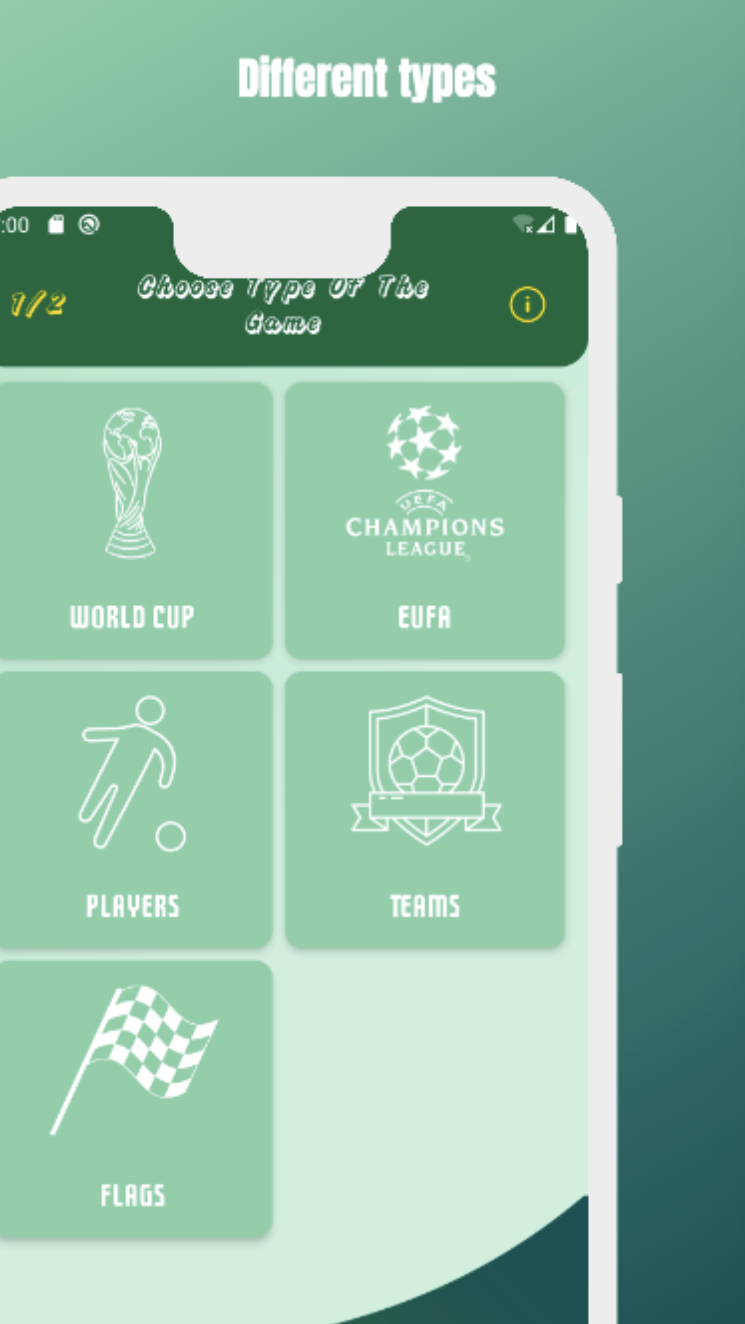 Different types
:00
1/2
Choose Type Of The
Game
UEFA
CHAMPIONS
LEAGUE
WORLD CUP
EUFA
PLAYERS
TEAMS
FLAGS